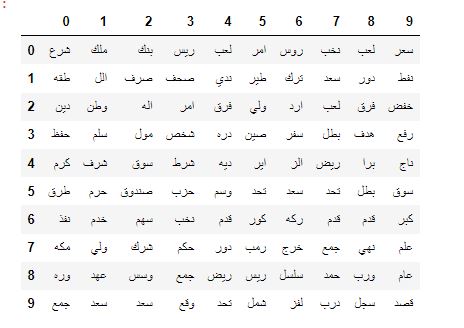 :
0 1 2 3 4 5 6 7 8 9
0 شرع ملك بنك ريس لعب امر روس نخب لعب سعر
1 طقه الل صرف صحف ندي طير ترك سعد دور نفط
2 دين وطن اله امر فرق ولي ارد لعب فرق خفض
3 حفظ سلم مول شخص دره صين سفر بطل هدف رفع
4 كرم شرف سوق شرط ديه اير الز ريض برا ناج
5 طرق حرم صندوق حزب وسم تحد سعد تحد بطل سوق
6 نفذ خدم سهم نخب قدم كور ركه قدم قدم كبر
7 مكه ولي شرك حكم دور رمب خرج جمع نهي علم
8 وره عهد وسس جمع ريض ريس سلسل حمد ورب عام
9 جمع سعد سعد وقع تحد شمل لفز درب سجل قصد